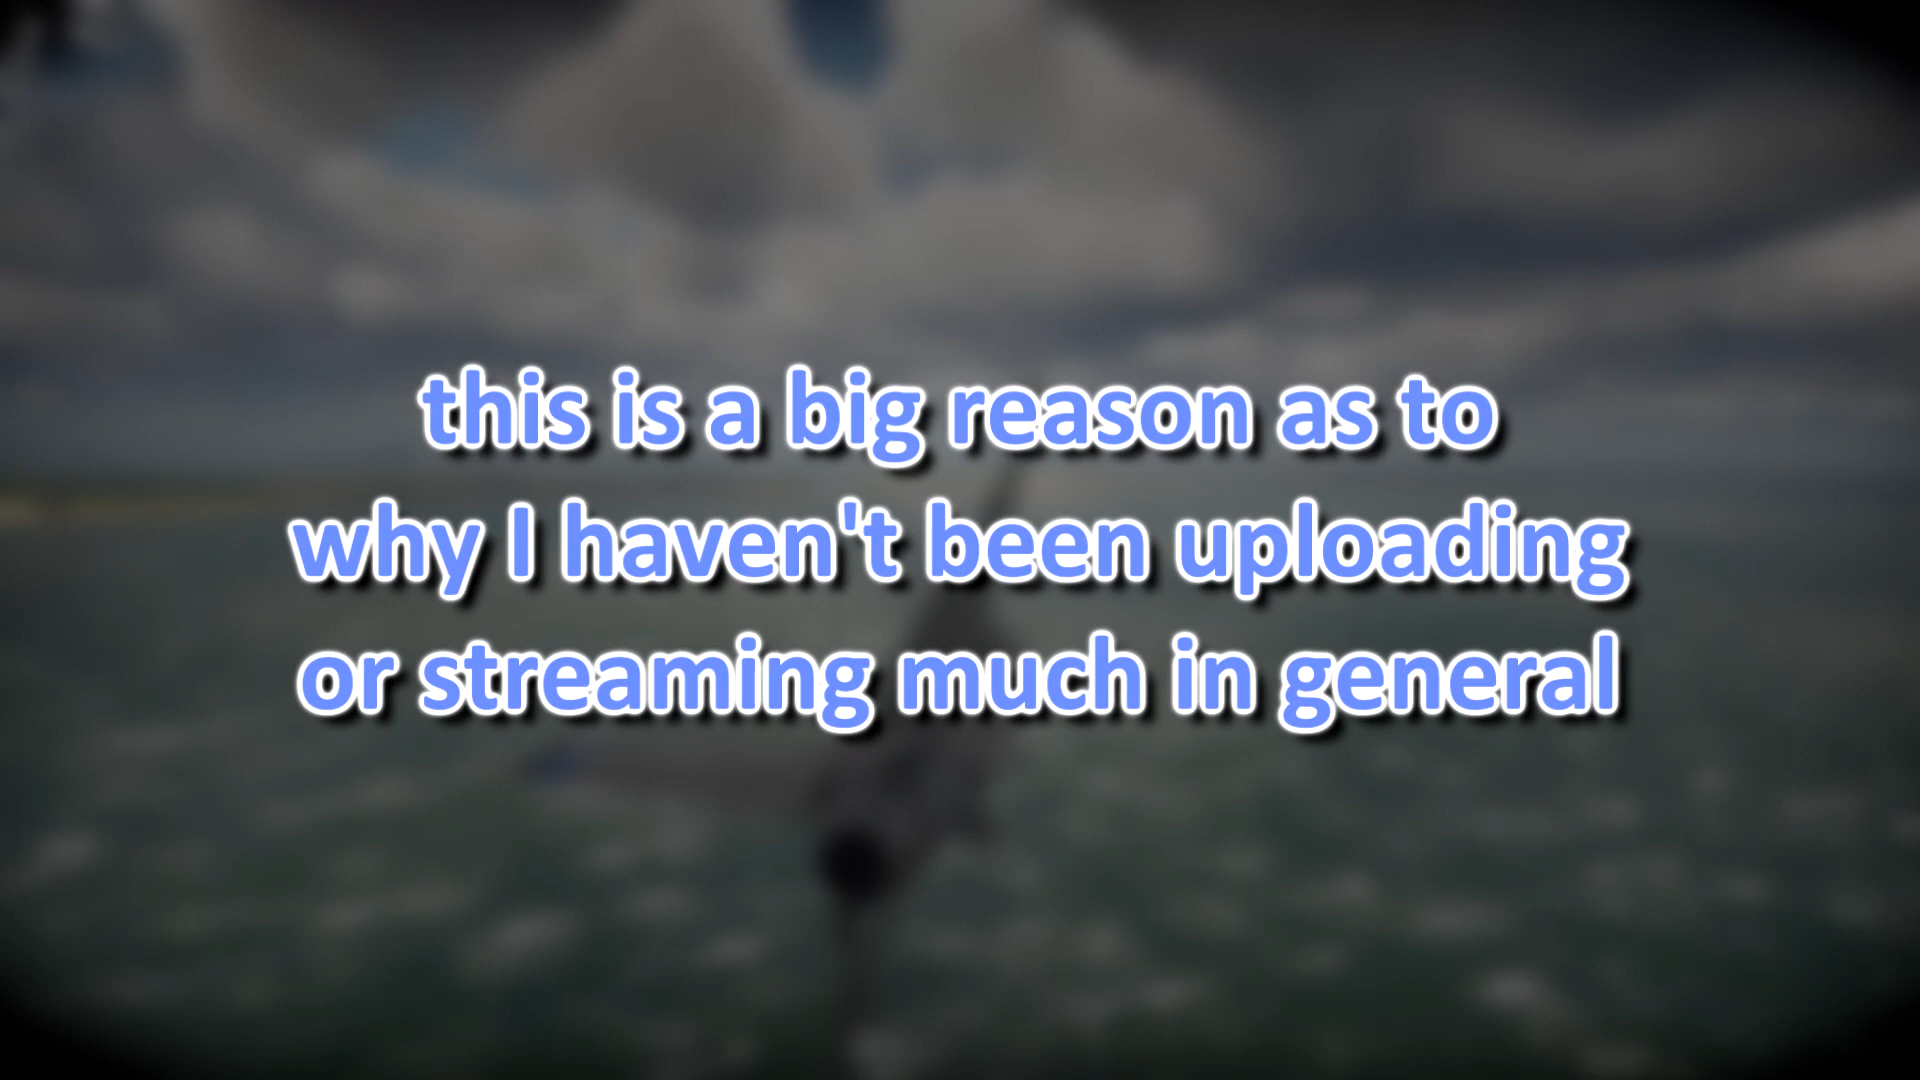 this is a big reason as to
why I haven't been uploading
or streaming much in general